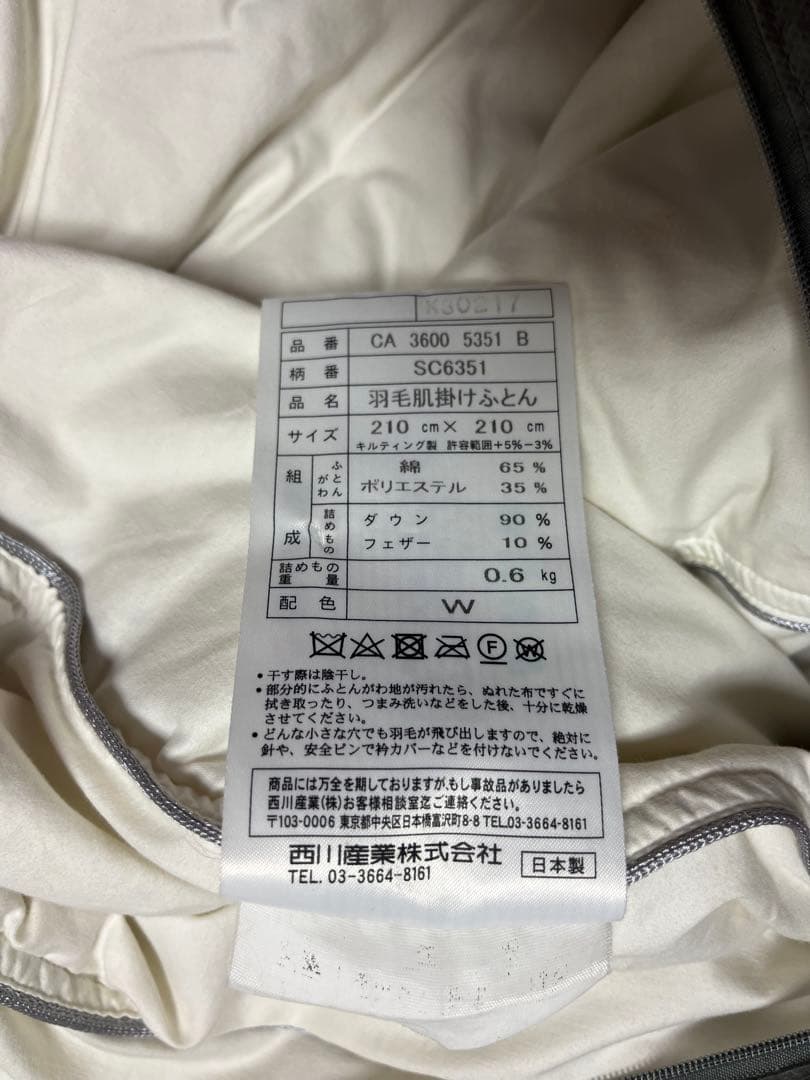 K30217
品番 CA 3600 5351 B
柄番 SC6351
品名 羽毛肌掛けふとん
サイズ 210 cm× 210 cm
キルティング製 許容範囲+5%-3%
組成 ふとんがわ 綿 65 %
ポリエステル 35 %
詰めもの ダウン 90 %
フェザー 10 %
詰めもの重量 0.6 kg
配色 W
F
W
•干す際は陰干し。
•部分的にふとんがわ地が汚れたら、ぬれた布ですぐに
拭き取ったり、つまみ洗いなどをした後、十分に乾燥
させてください。
•どんな小さな穴でも羽毛が飛び出しますので、絶対に
針や、安全ピンで衿カバーなどを付けないでください。
商品には万全を期しておりますが、もし事故品がありましたら
西川産業(株)お客様相談室迄ご連絡ください。
〒103-0006 東京都中央区日本橋富沢町8-8 TEL.03-3664-8161
西川産業株式会社
日本製
TEL. 03-3664-8161